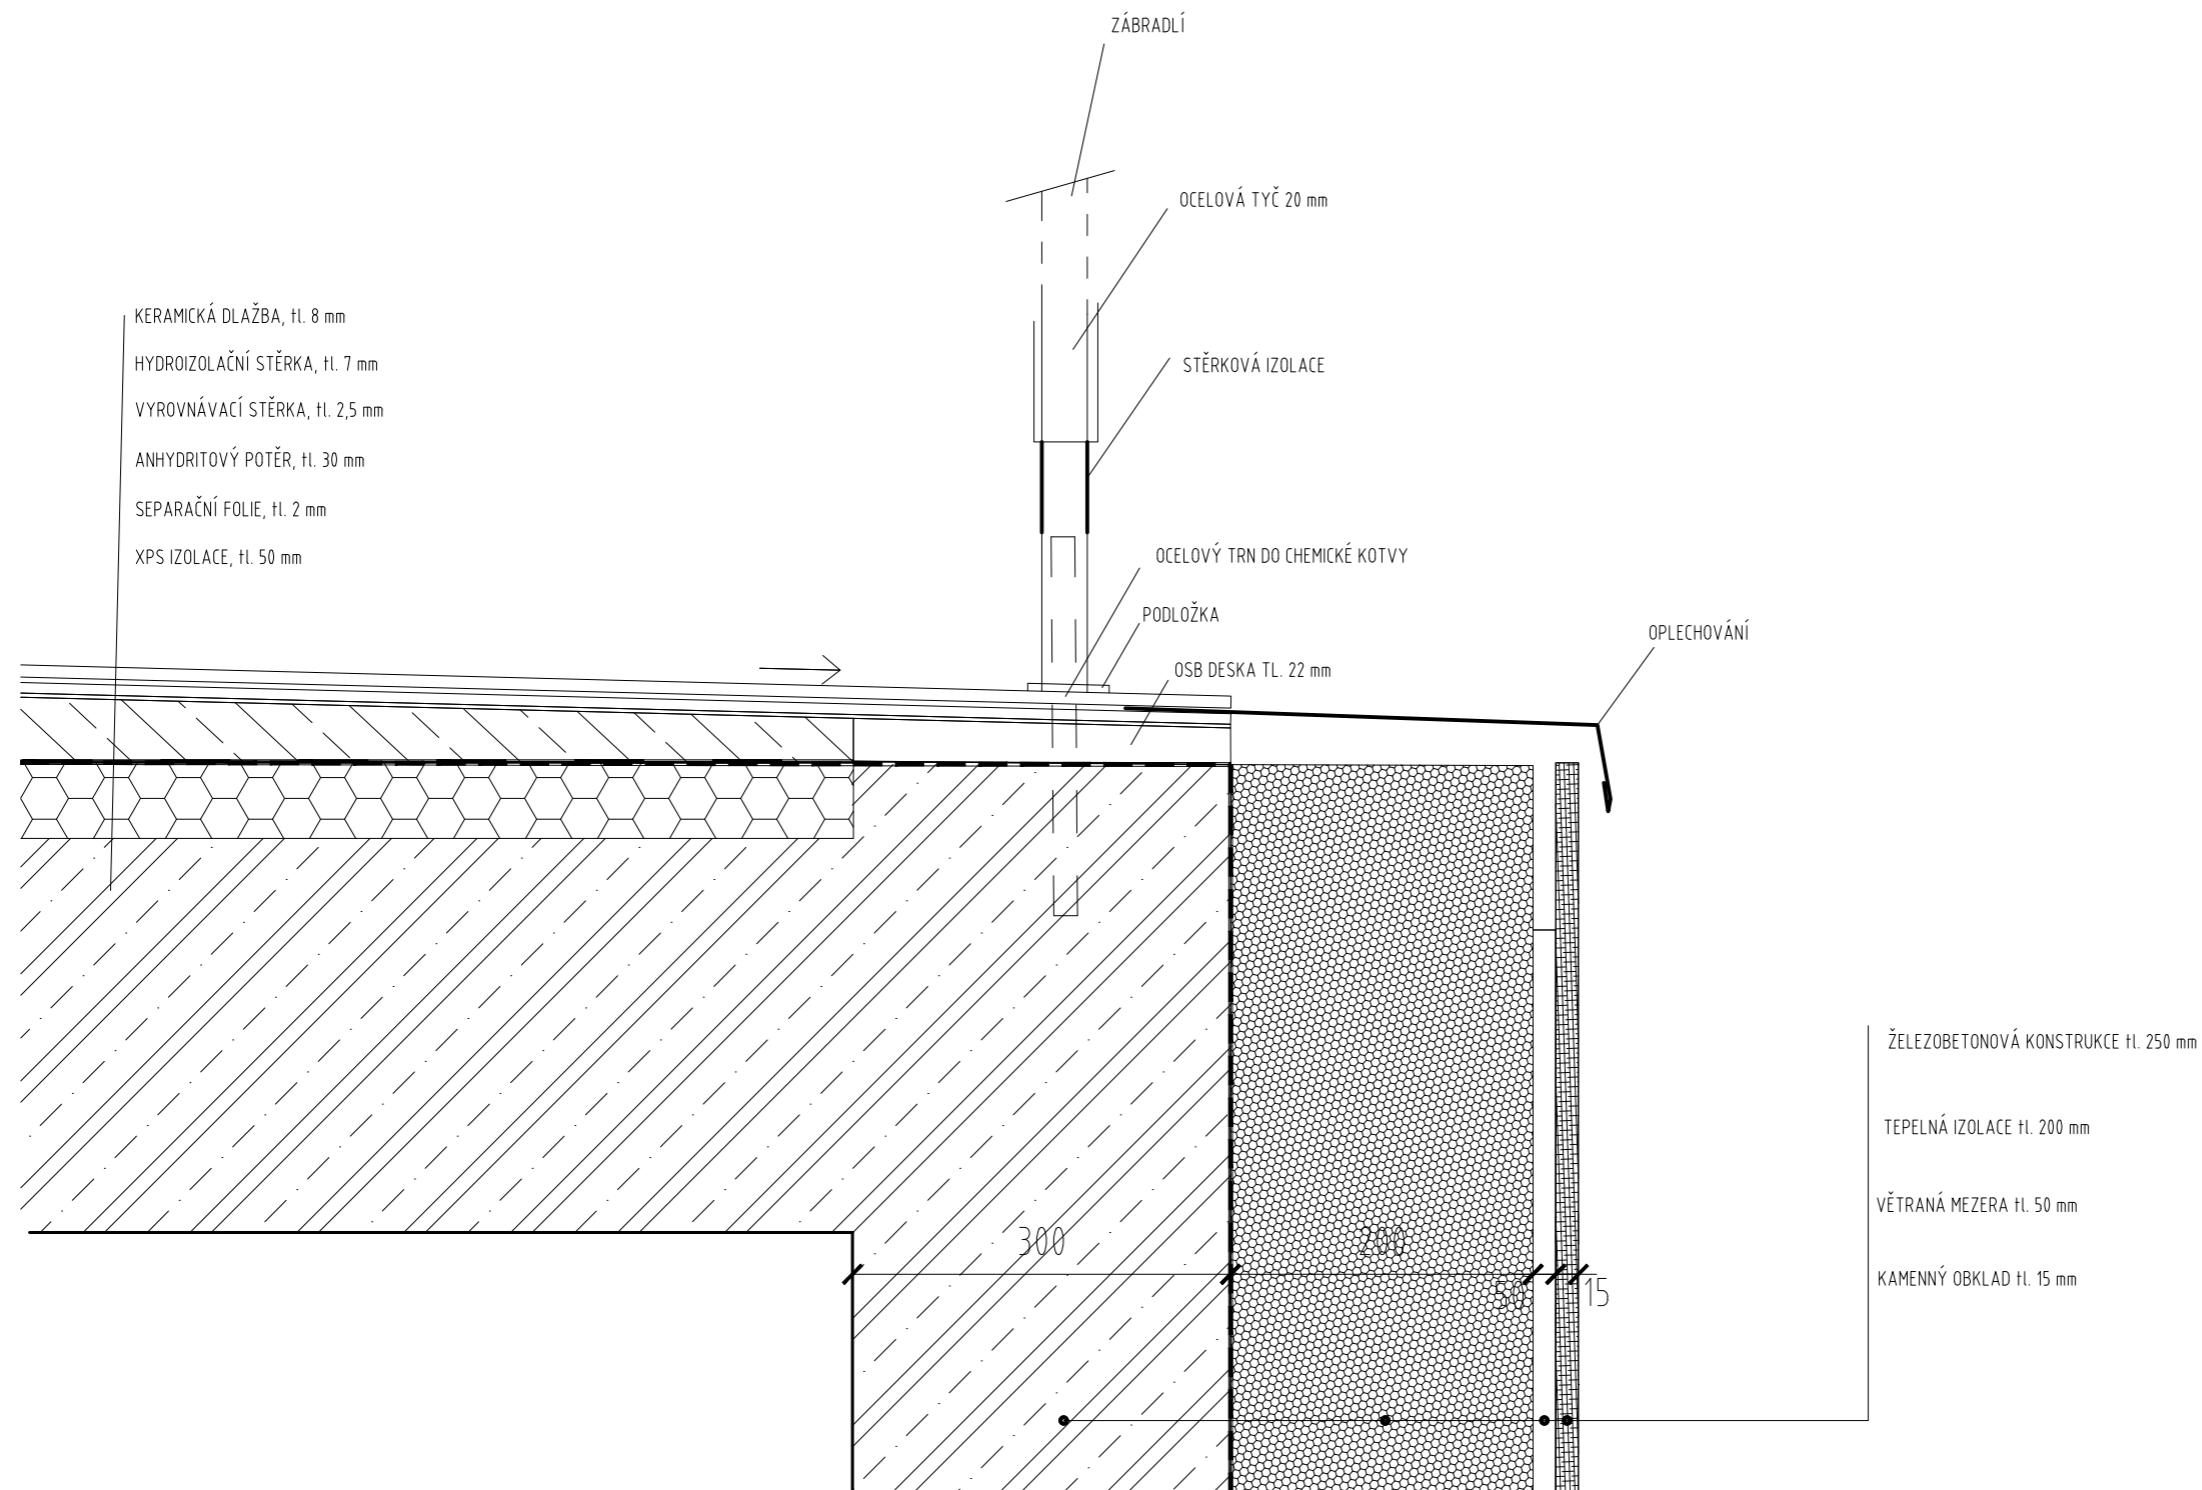 ZÁBRADLÍ
OCELOVÁ TYČ 20 mm
KERAMICKÁ DLAŽBA, tl. 8 mm
HYDROIZOLAČNÍ STĚRKA, tl. 7 mm
VYROVNÁVACÍ STĚRKA, tl. 2,5 mm
ANHYDRITOVÝ POTĚR, tl. 30 mm
SEPARAČNÍ FOLIE, tl. 2 mm
XPS IZOLACE, tl. 50 mm
STĚRKOVÁ IZOLACE
OCELOVÝ TRN DO CHEMICKÉ KOTVY
PODLOŽKA
OSB DESKA TL. 22 mm
OPLECHOVÁNÍ
ŽELEZOBETONOVÁ KONSTRUKCE tl. 250 mm
TEPELNÁ IZOLACE tl. 200 mm
VĚTRANÁ MEZERA tl. 50 mm
KAMENNÝ OBKLAD tl. 15 mm
300
200
50
15